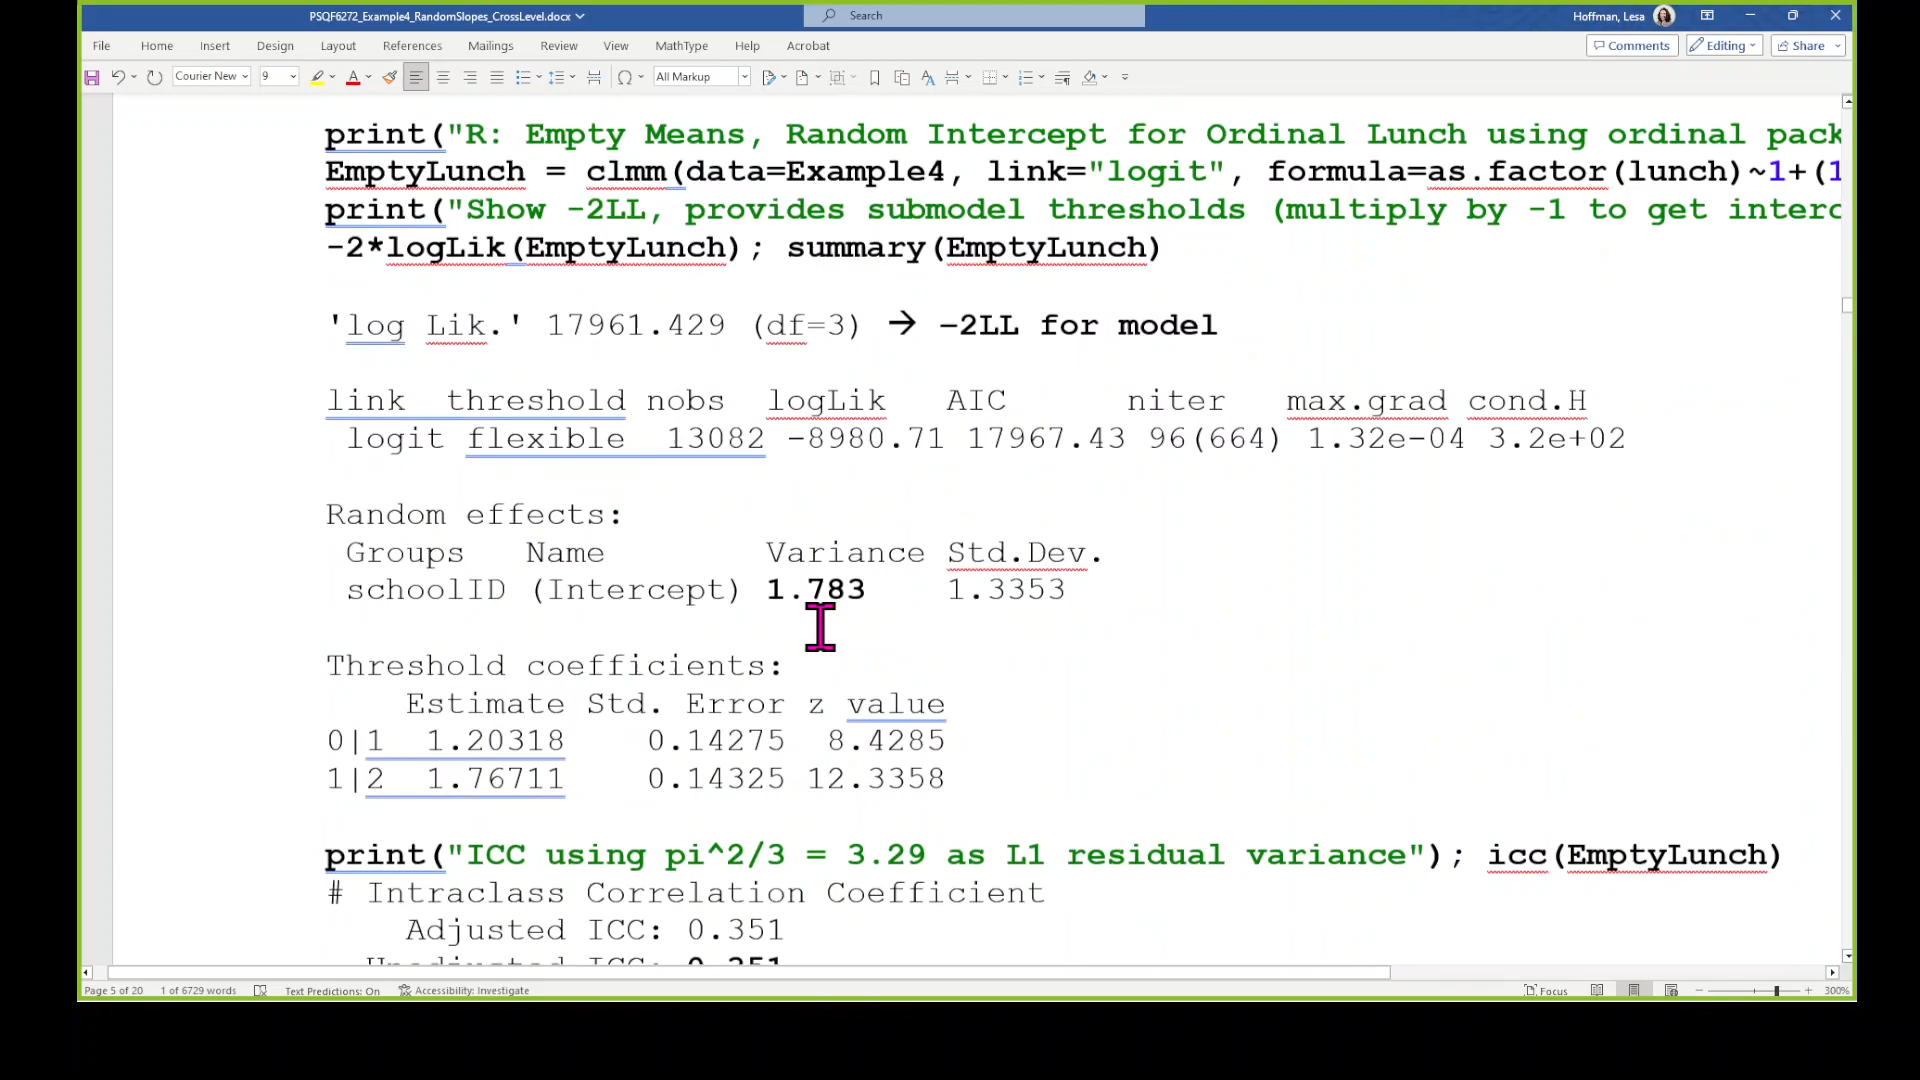 PSQF6272_Example4_RandomSlopes_CrossLevel.docx
Search
Hoffman, Lesa
File Home Insert Design Layout References Mailings Review View MathType Help Acrobat
Comments Editing Share
Courier New 9 All Markup
print("R: Empty Means, Random Intercept for Ordinal Lunch using ordinal pack
EmptyLunch = clmm(data=Example4, link="logit", formula=as.factor(lunch)~1+(1
print("Show -2LL, provides submodel thresholds (multiply by -1 to get interc
-2*logLik(EmptyLunch); summary(EmptyLunch)
'log Lik.' 17961.429 (df=3) → -2LL for model
link threshold nobs logLik AIC niter max.grad cond.H
logit flexible 13082 -8980.71 17967.43 96(664) 1.32e-04 3.2e+02
Random effects:
Groups Name Variance Std.Dev.
schoolID (Intercept) 1.783 1.3353
Threshold coefficients:
Estimate Std. Error z value
0|1 1.20318 0.14275 8.4285
1|2 1.76711 0.14325 12.3358
print("ICC using pi^2/3 = 3.29 as L1 residual variance"); icc(EmptyLunch)
# Intraclass Correlation Coefficient
Adjusted ICC: 0.351
Unadjusted ICC: 0.351
Page 5 of 20 1 of 6729 words Text Predictions: On Accessibility: Investigate
Focus 300%